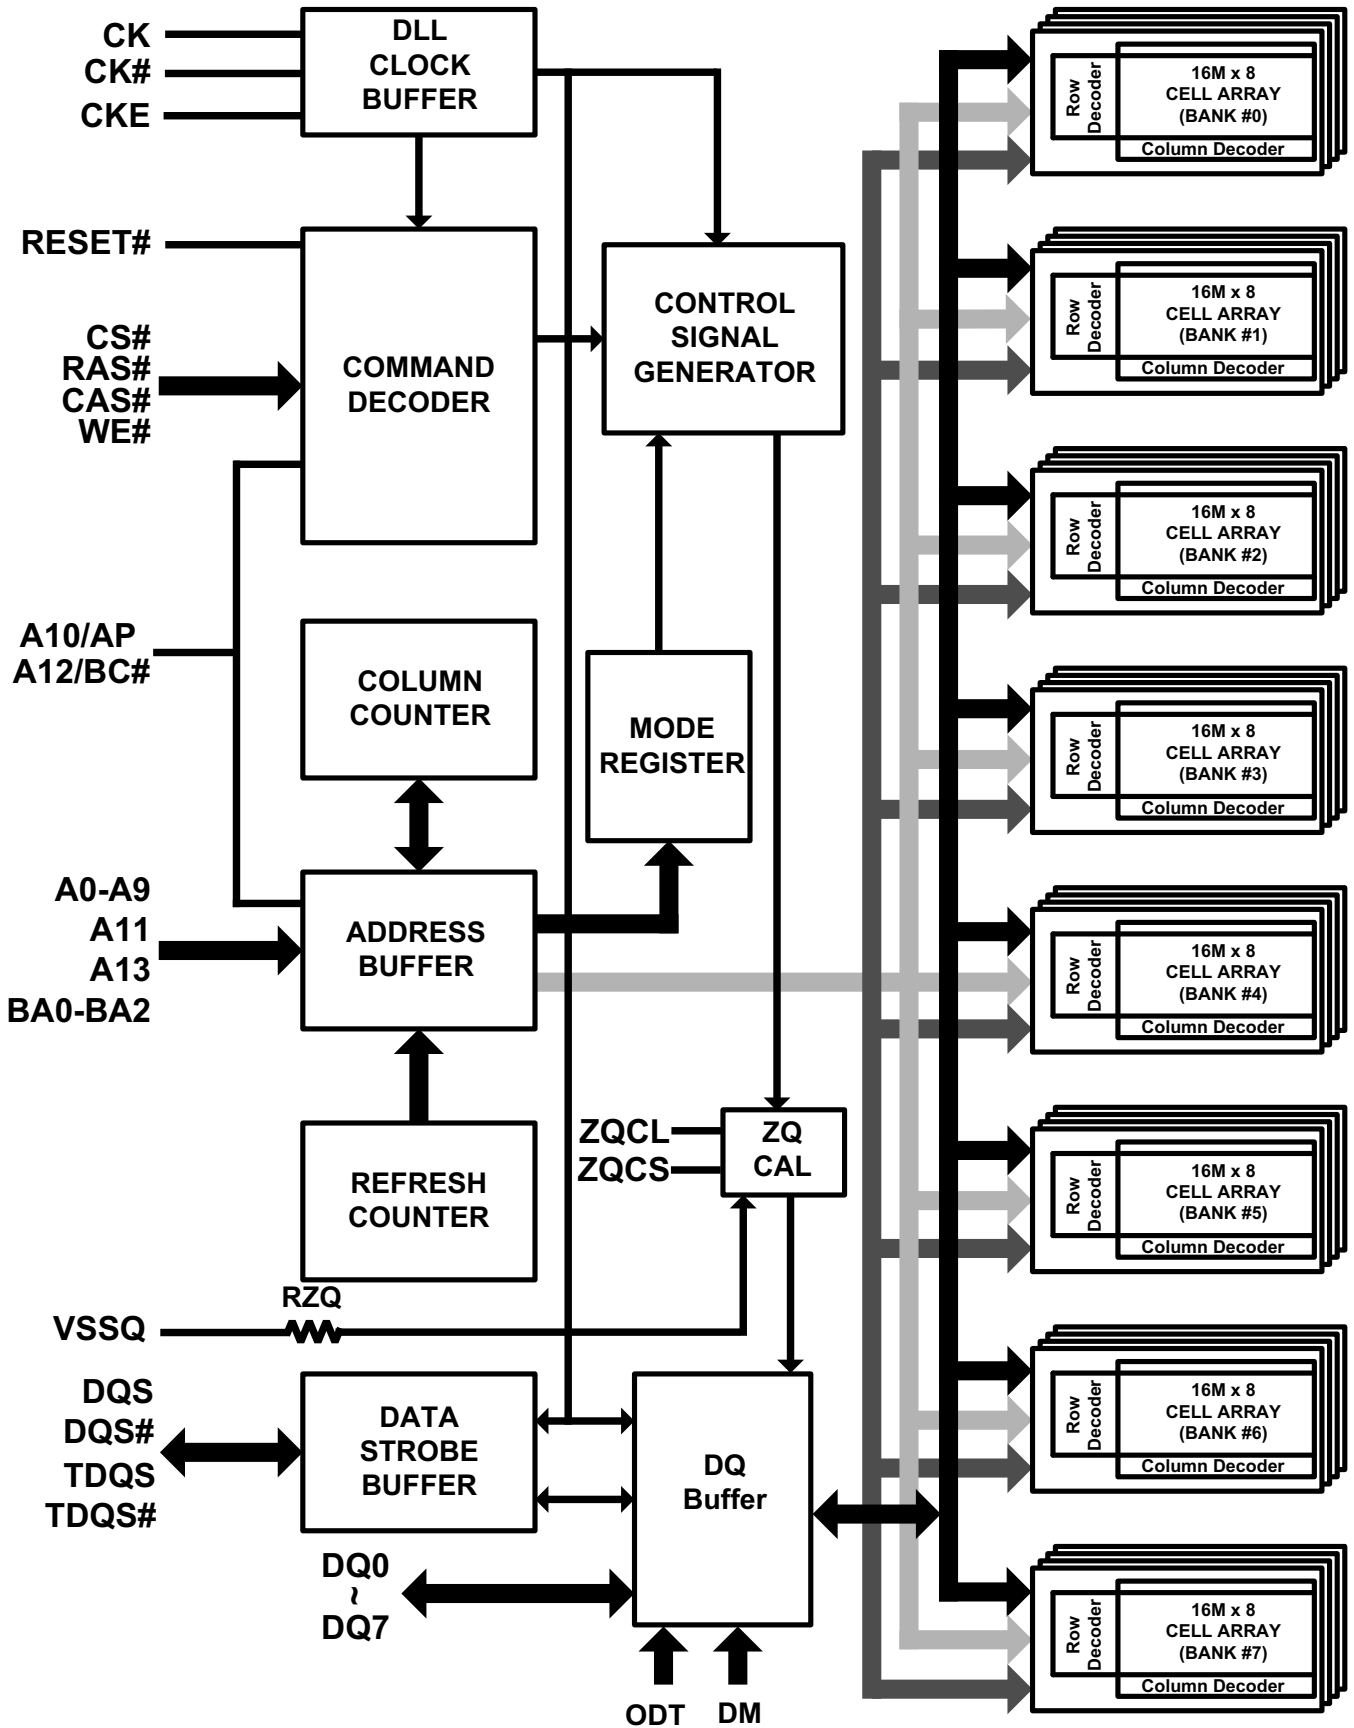 CK
CK#
CKE
DLL
CLOCK
BUFFER
RESET#
CS#
RAS#
CAS#
WE#
COMMAND
DECODER
CONTROL
SIGNAL
GENERATOR
A10/AP
A12/BC#
COLUMN
COUNTER
MODE
REGISTER
A0-A9
A11
A13
BA0-BA2
ADDRESS
BUFFER
REFRESH
COUNTER
ZQCL
ZQCS
ZQ
CAL
VSSQ
RZQ
DQS
DQS#
TDQS
TDQS#
DATA
STROBE
BUFFER
DQ
Buffer
DQ0
~
DQ7
ODT
DM
Row
Decoder
16M x 8
CELL ARRAY
(BANK #0)
Column Decoder
Row
Decoder
16M x 8
CELL ARRAY
(BANK #1)
Column Decoder
Row
Decoder
16M x 8
CELL ARRAY
(BANK #2)
Column Decoder
Row
Decoder
16M x 8
CELL ARRAY
(BANK #3)
Column Decoder
Row
Decoder
16M x 8
CELL ARRAY
(BANK #4)
Column Decoder
Row
Decoder
16M x 8
CELL ARRAY
(BANK #5)
Column Decoder
Row
Decoder
16M x 8
CELL ARRAY
(BANK #6)
Column Decoder
Row
Decoder
16M x 8
CELL ARRAY
(BANK #7)
Column Decoder